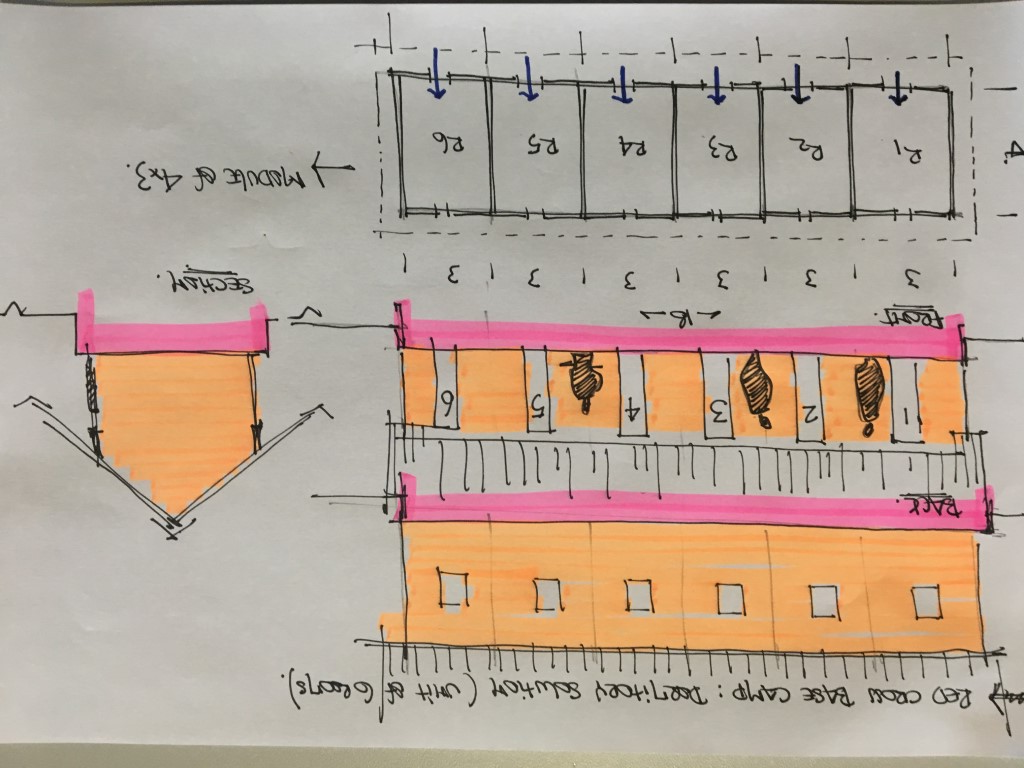 RED CROSS BASE CAMP: DORMITORY SOLUTION (UNIT OF 6 ROOMS).
BACK.
1 2 3 4 5 6
FRONT.
18
SECTION.
3 3 3 3 3 3
4.
R1 R2 R3 R4 R5 R6
MODULE OF 4x3.